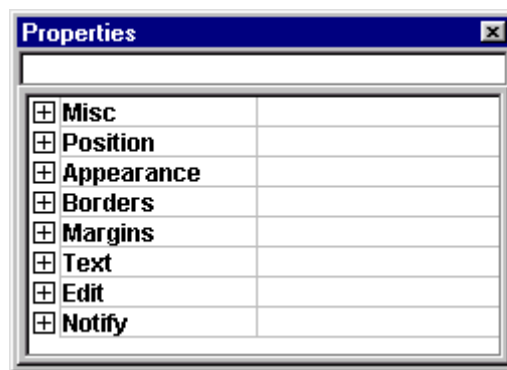 Properties
Misc
Position
Appearance
Borders
Margins
Text
Edit
Notify